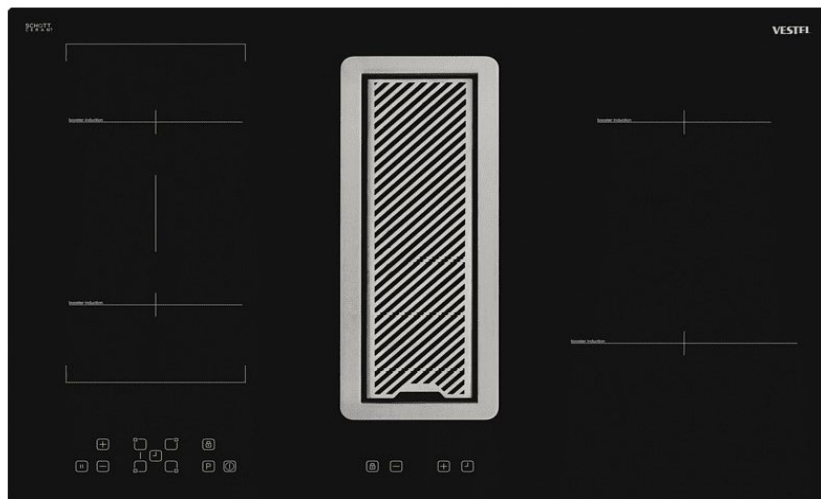 SCHOTT
CERAN®
VESTEL
booster induction
booster induction
booster induction
booster induction
P